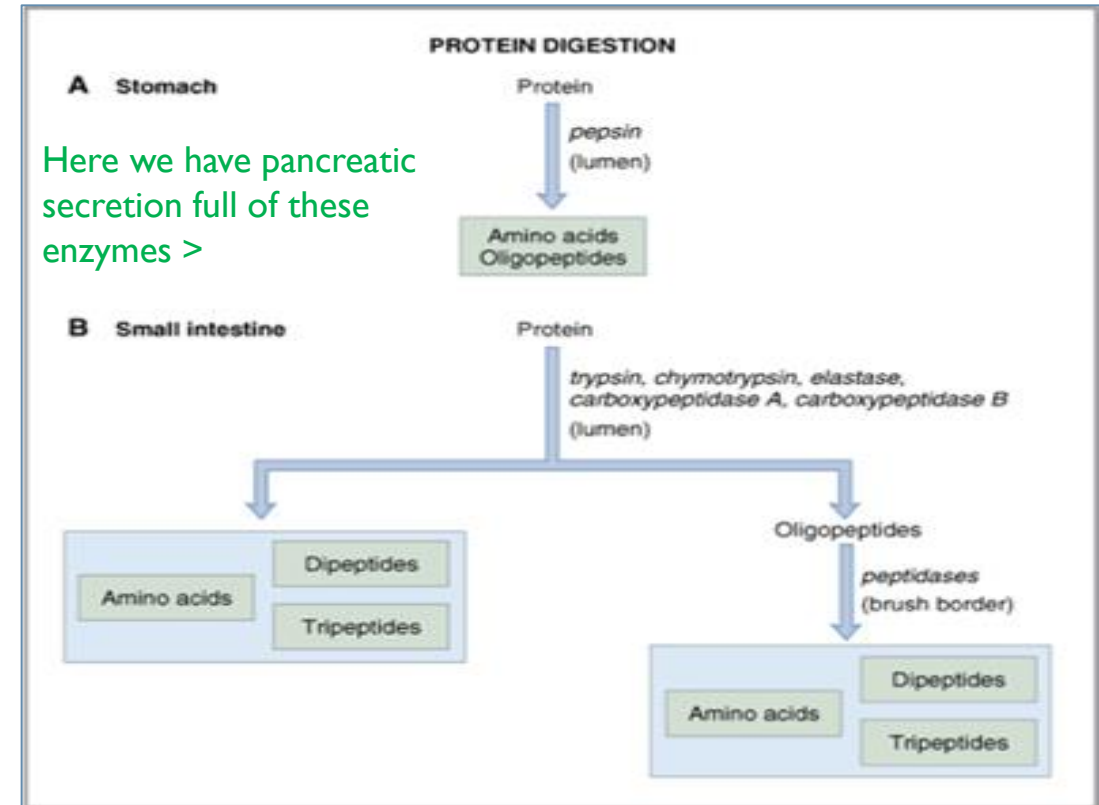 PROTEIN DIGESTION
A Stomach
Protein
pepsin
(lumen)
Here we have pancreatic
secretion full of these
enzymes >
Amino acids
Oligopeptides
B Small intestine
Protein
trypsin, chymotrypsin, elastase,
carboxypeptidase A, carboxypeptidase B
(lumen)
Dipeptides
Amino acids
Tripeptides
Oligopeptides
peptidases
(brush border)
Dipeptides
Amino acids
Tripeptides